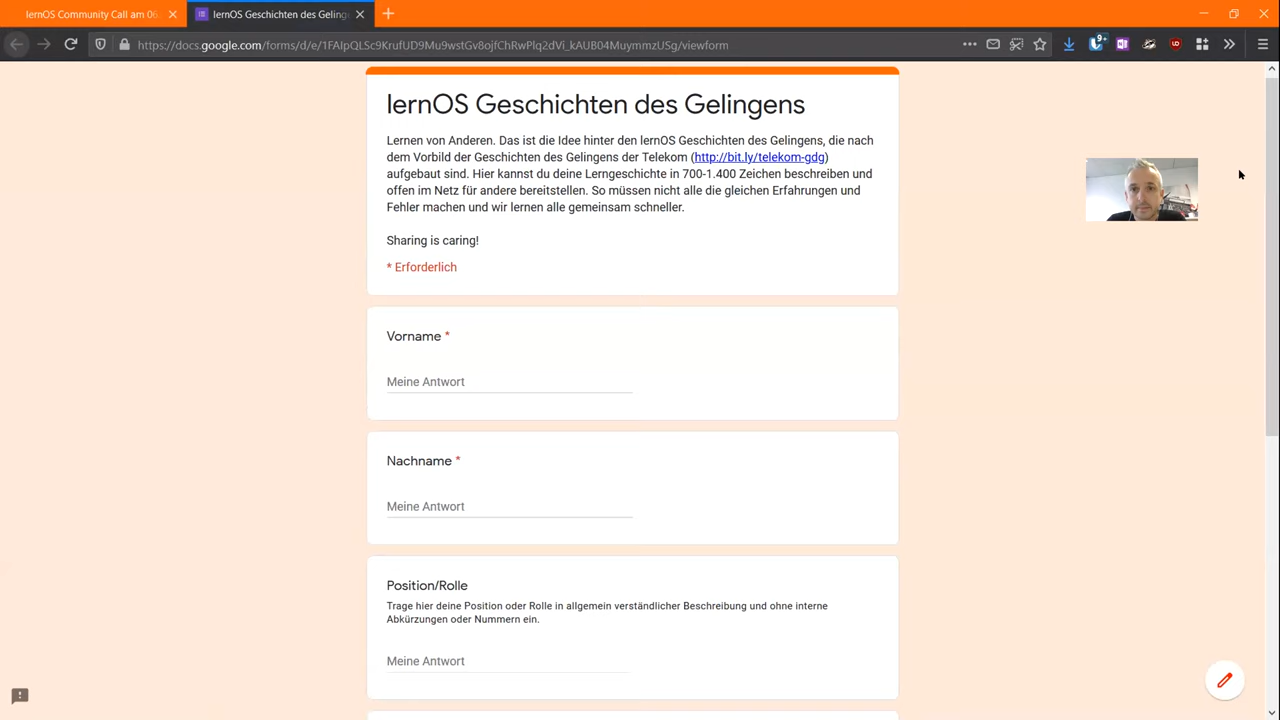 lernOS Community Call am 06.
lernOS Geschichten des Geling
https://docs.google.com/forms/d/e/1FAIpQLSc9KrufUD9Mu9wstGv8ojfChRwPlq2dVi_kAUB04MuymmzUSg/viewform
9+
lernOS Geschichten des Gelingens
Lernen von Anderen. Das ist die Idee hinter den lernOS Geschichten des Gelingens, die nach
dem Vorbild der Geschichten des Gelingens der Telekom (http://bit.ly/telekom-gdg)
aufgebaut sind. Hier kannst du deine Lerngeschichte in 700-1.400 Zeichen beschreiben und
offen im Netz für andere bereitstellen. So müssen nicht alle die gleichen Erfahrungen und
Fehler machen und wir lernen alle gemeinsam schneller.
Sharing is caring!
* Erforderlich
Vorname *
Meine Antwort
Nachname *
Meine Antwort
Position/Rolle
Trage hier deine Position oder Rolle in allgemein verständlicher Beschreibung und ohne interne
Abkürzungen oder Nummern ein.
Meine Antwort